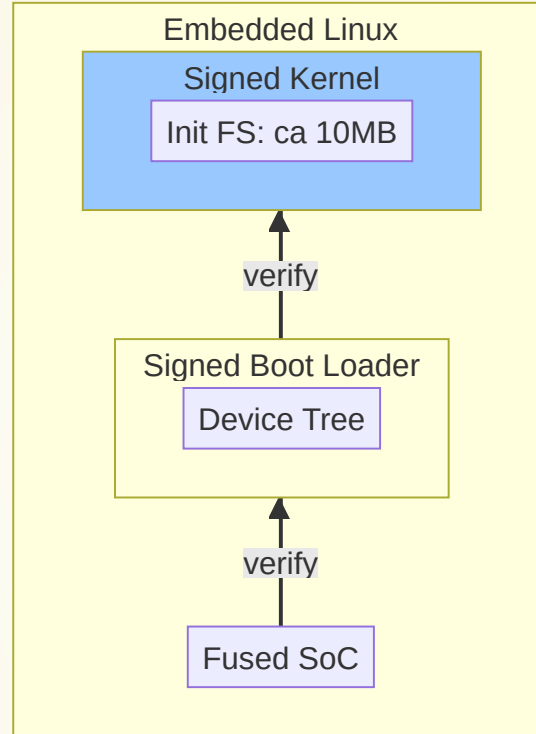 Embedded Linux
Signed Kernel
Init FS: ca 10MB
verify
Signed Boot Loader
Device Tree
verify
Fused SoC